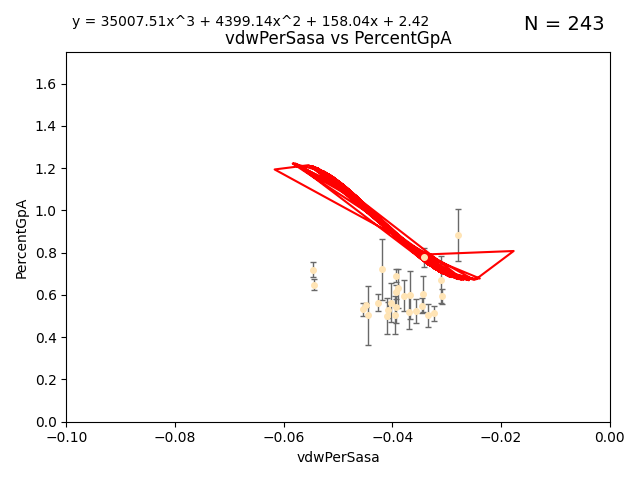 y = 35007.51x^3 + 4399.14x^2 + 158.04x + 2.42
N = 243
vdwPerSasa vs PercentGpA
1.6
1.4
1.2
1.0
0.8
0.6
0.4
0.2
0.0
PercentGpA
−0.10 −0.08 −0.06 −0.04 −0.02 0.00
vdwPerSasa